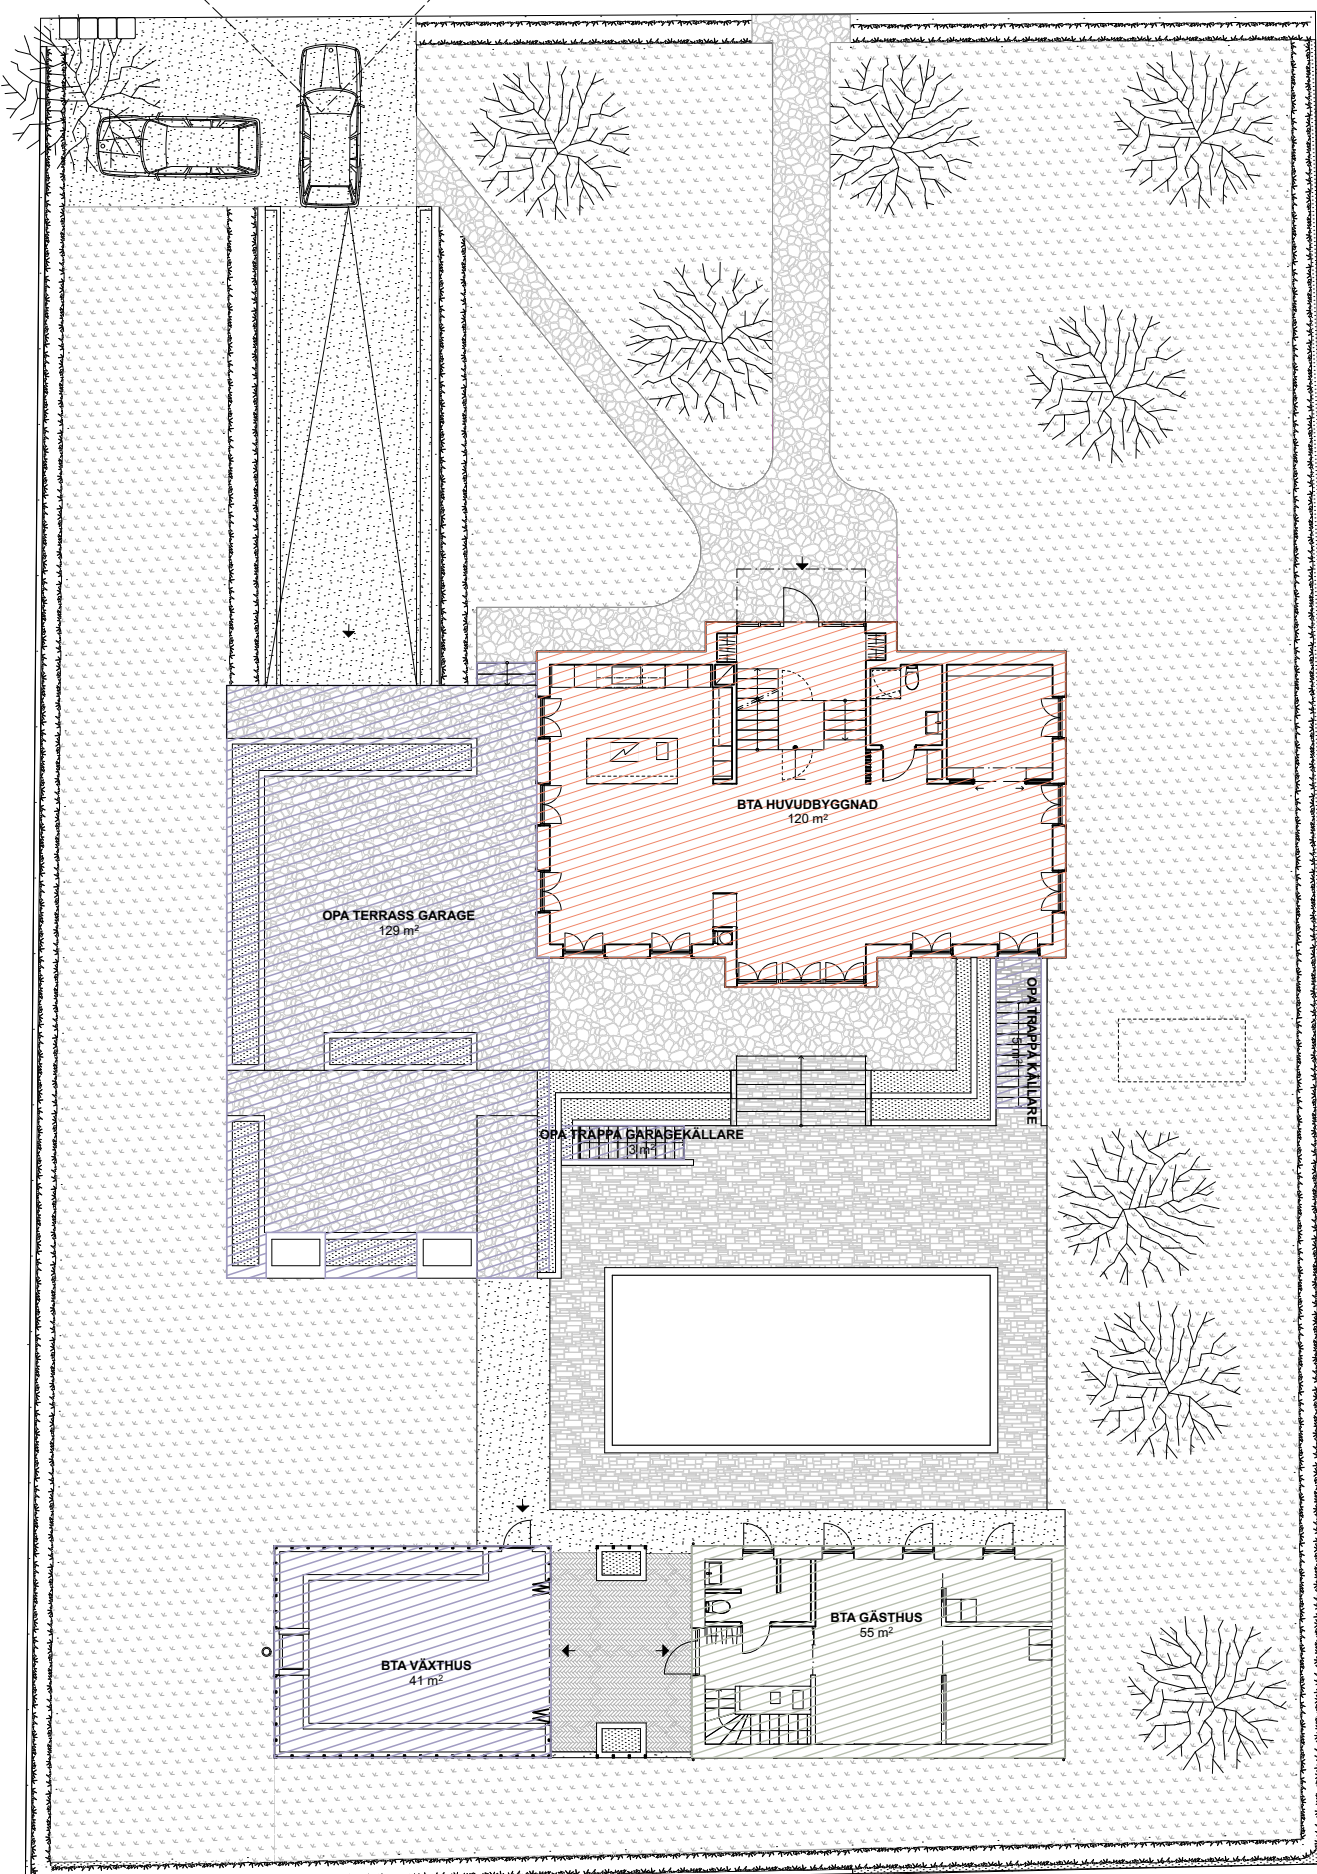 BTA HUVUDBYGGNAD
120 m²
OPA TERRASS GARAGE
129 m²
OPA TRAPPA KÄLLARE
5 m²
OPA TRAPPA GARAGEKÄLLARE
3 m²
BTA GÄSTHUS
55 m²
BTA VÄXTHUS
41 m²